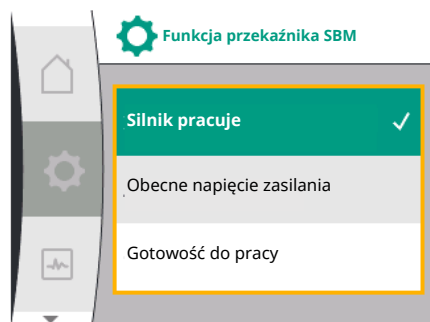 Funkcja przekaźnika SBM
Silnik pracuje
Obecne napięcie zasilania
Gotowość do pracy